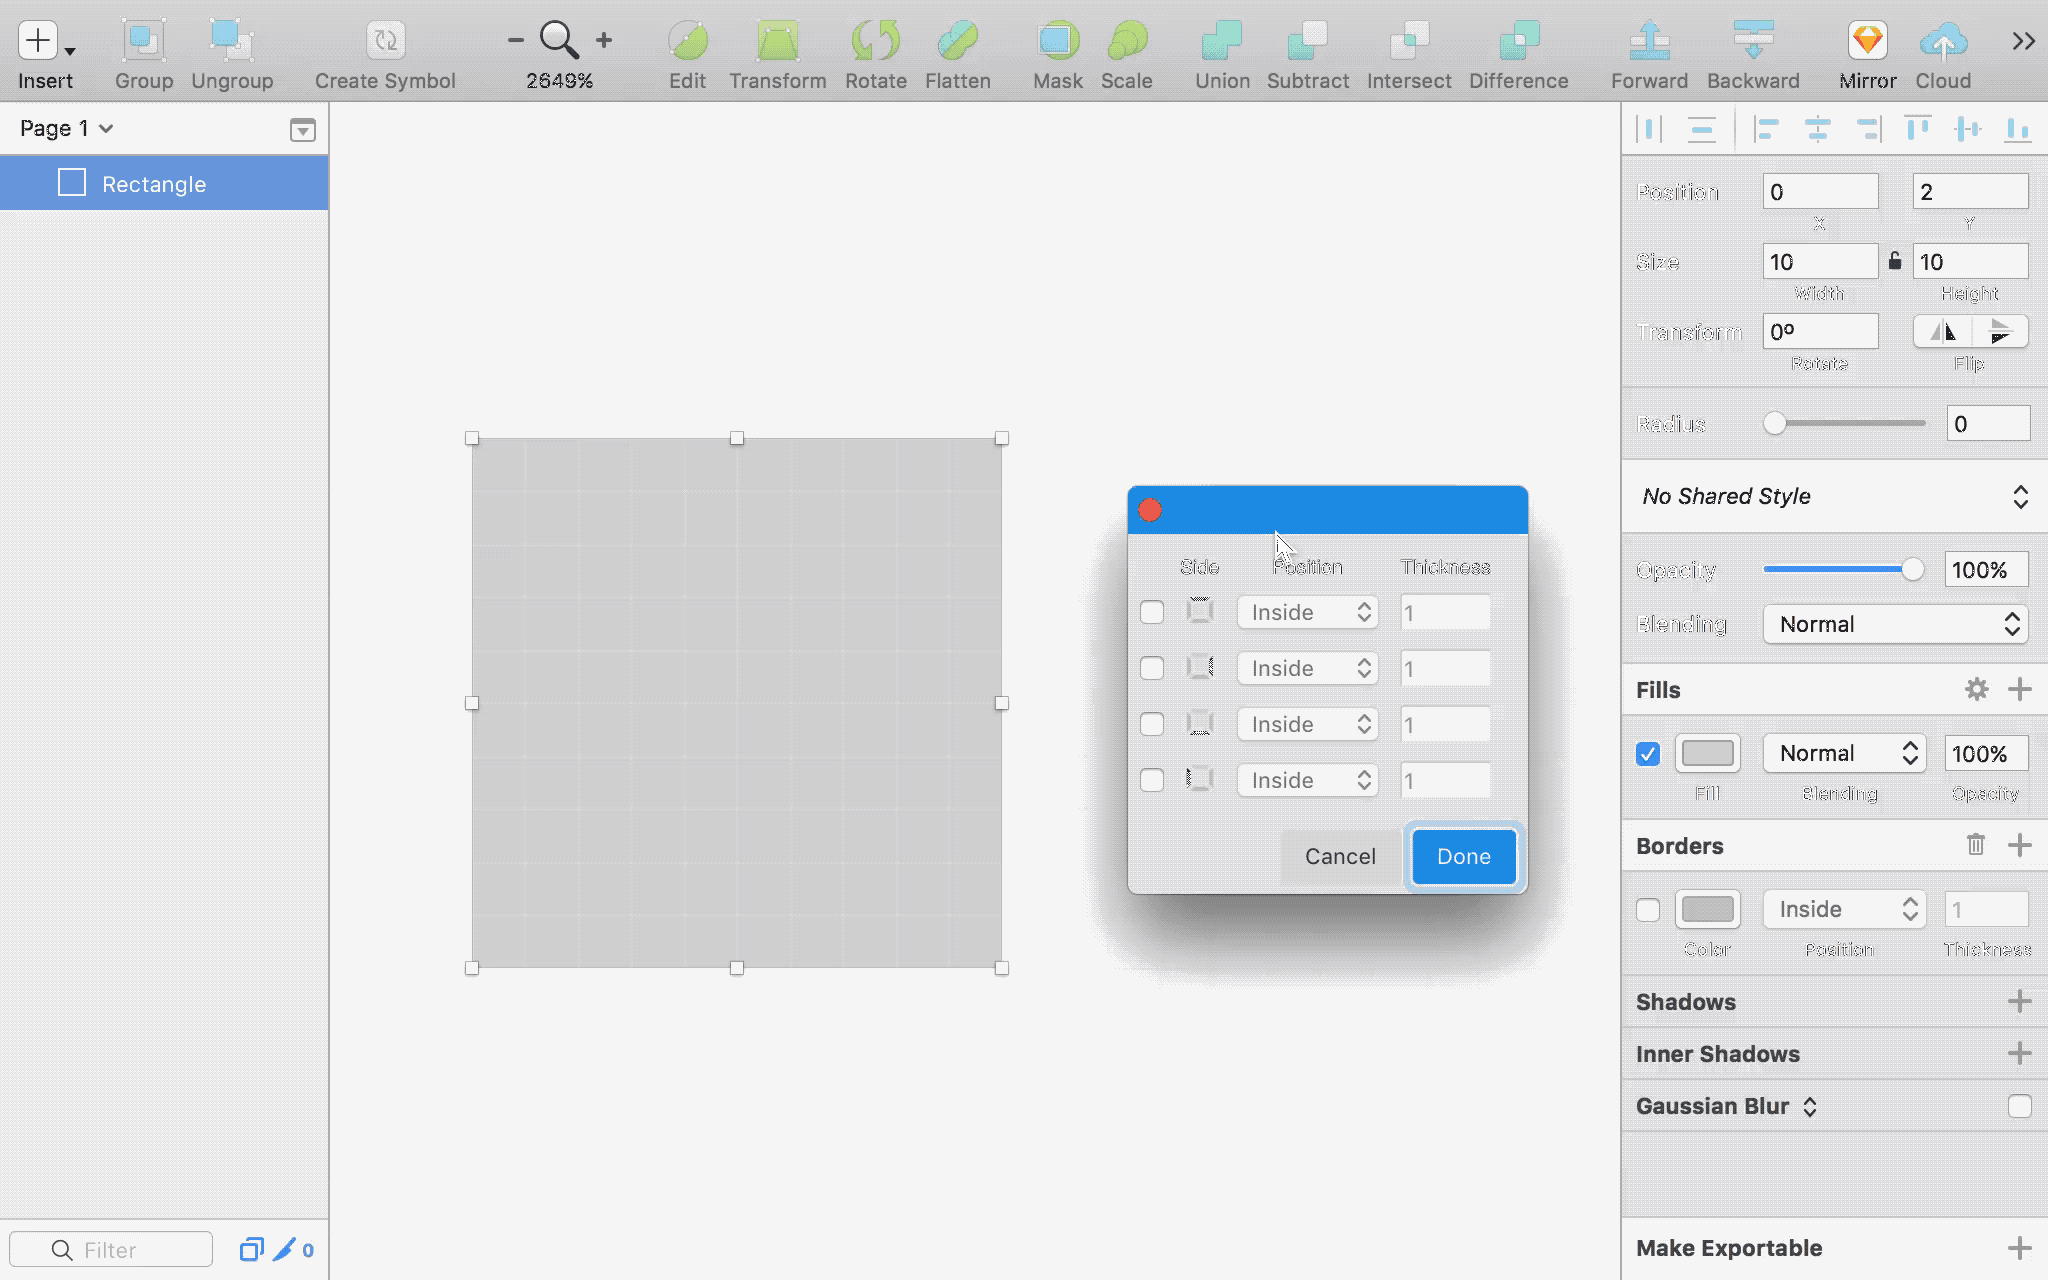 Insert Group Ungroup Create Symbol 2649% Edit Transform Rotate Flatten Mask Scale Union Subtract Intersect Difference Forward Backward Mirror Cloud
Page 1
Rectangle
Filter 0
Side Position Thickness
Inside 1
Inside 1
Inside 1
Inside 1
Cancel Done
Position 0 2
X Y
Size 10 10
Width Height
Transform 0º
Rotate Flip
Radius 0
No Shared Style
Opacity 100%
Blending Normal
Fills
Normal 100%
Fill Blending Opacity
Borders
Inside 1
Color Position Thickness
Shadows
Inner Shadows
Gaussian Blur
Make Exportable